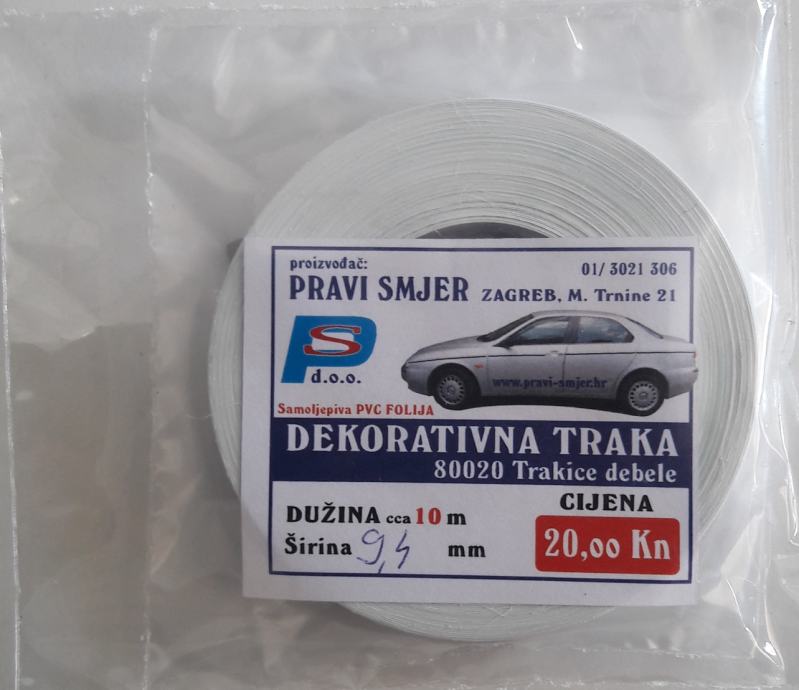 proizvođač:
01/ 3021 306
PRAVI SMJER ZAGREB, M. Trnine 21
PS
d.o.o.
www.pravi-smjer.hr
Samoljepiva PVC FOLIJA
DEKORATIVNA TRAKA
80020 Trakice debele
DUŽINA cca 10 m
CIJENA
Širina 9,4 mm
20,00 Kn